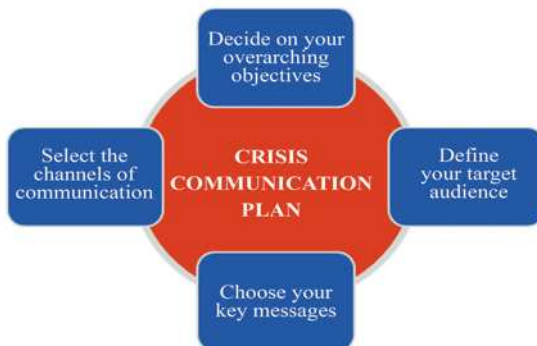 Decide on your
overarching
objectives
Select the
channels of
communication
CRISIS
COMMUNICATION
PLAN
Define
your target
audience
Choose your
key messages